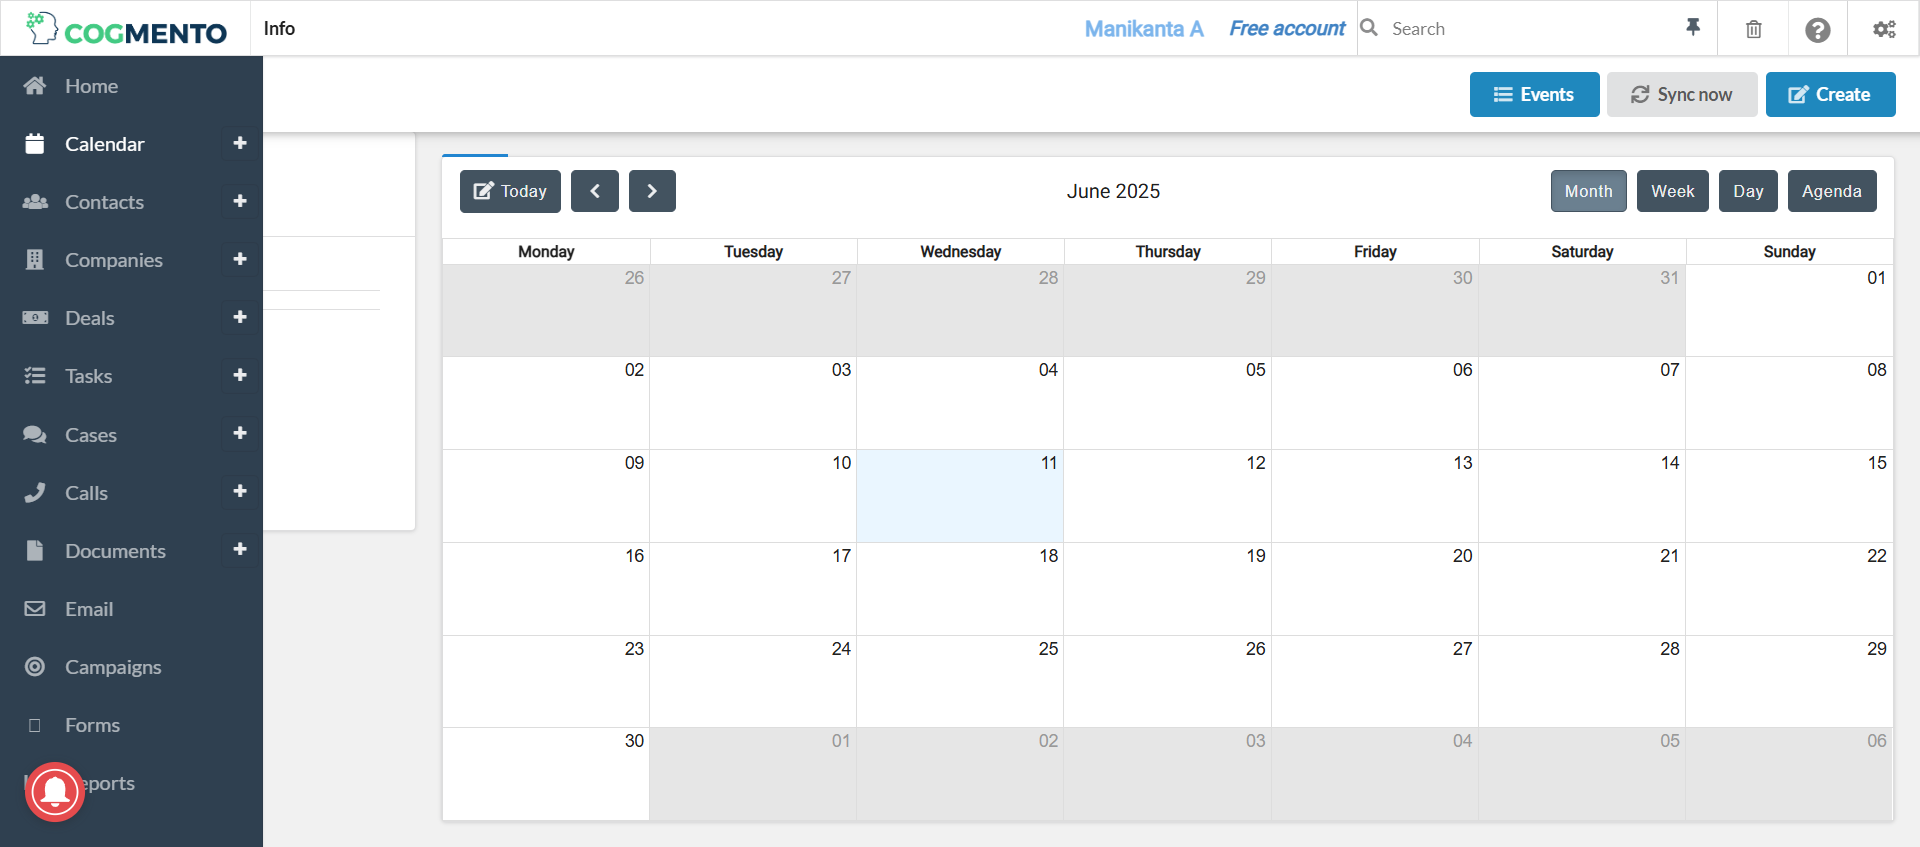 COGMENTO
Info
Manikanta A
Free account
Search
Home
Calendar
Contacts
Companies
Deals
Tasks
Cases
Calls
Documents
Email
Campaigns
Forms
eports
Events
Sync now
Create
Today
June 2025
Month
Week
Day
Agenda
Monday Tuesday Wednesday Thursday Friday Saturday Sunday
26 27 28 29 30 31 01
02 03 04 05 06 07 08
09 10 11 12 13 14 15
16 17 18 19 20 21 22
23 24 25 26 27 28 29
30 01 02 03 04 05 06